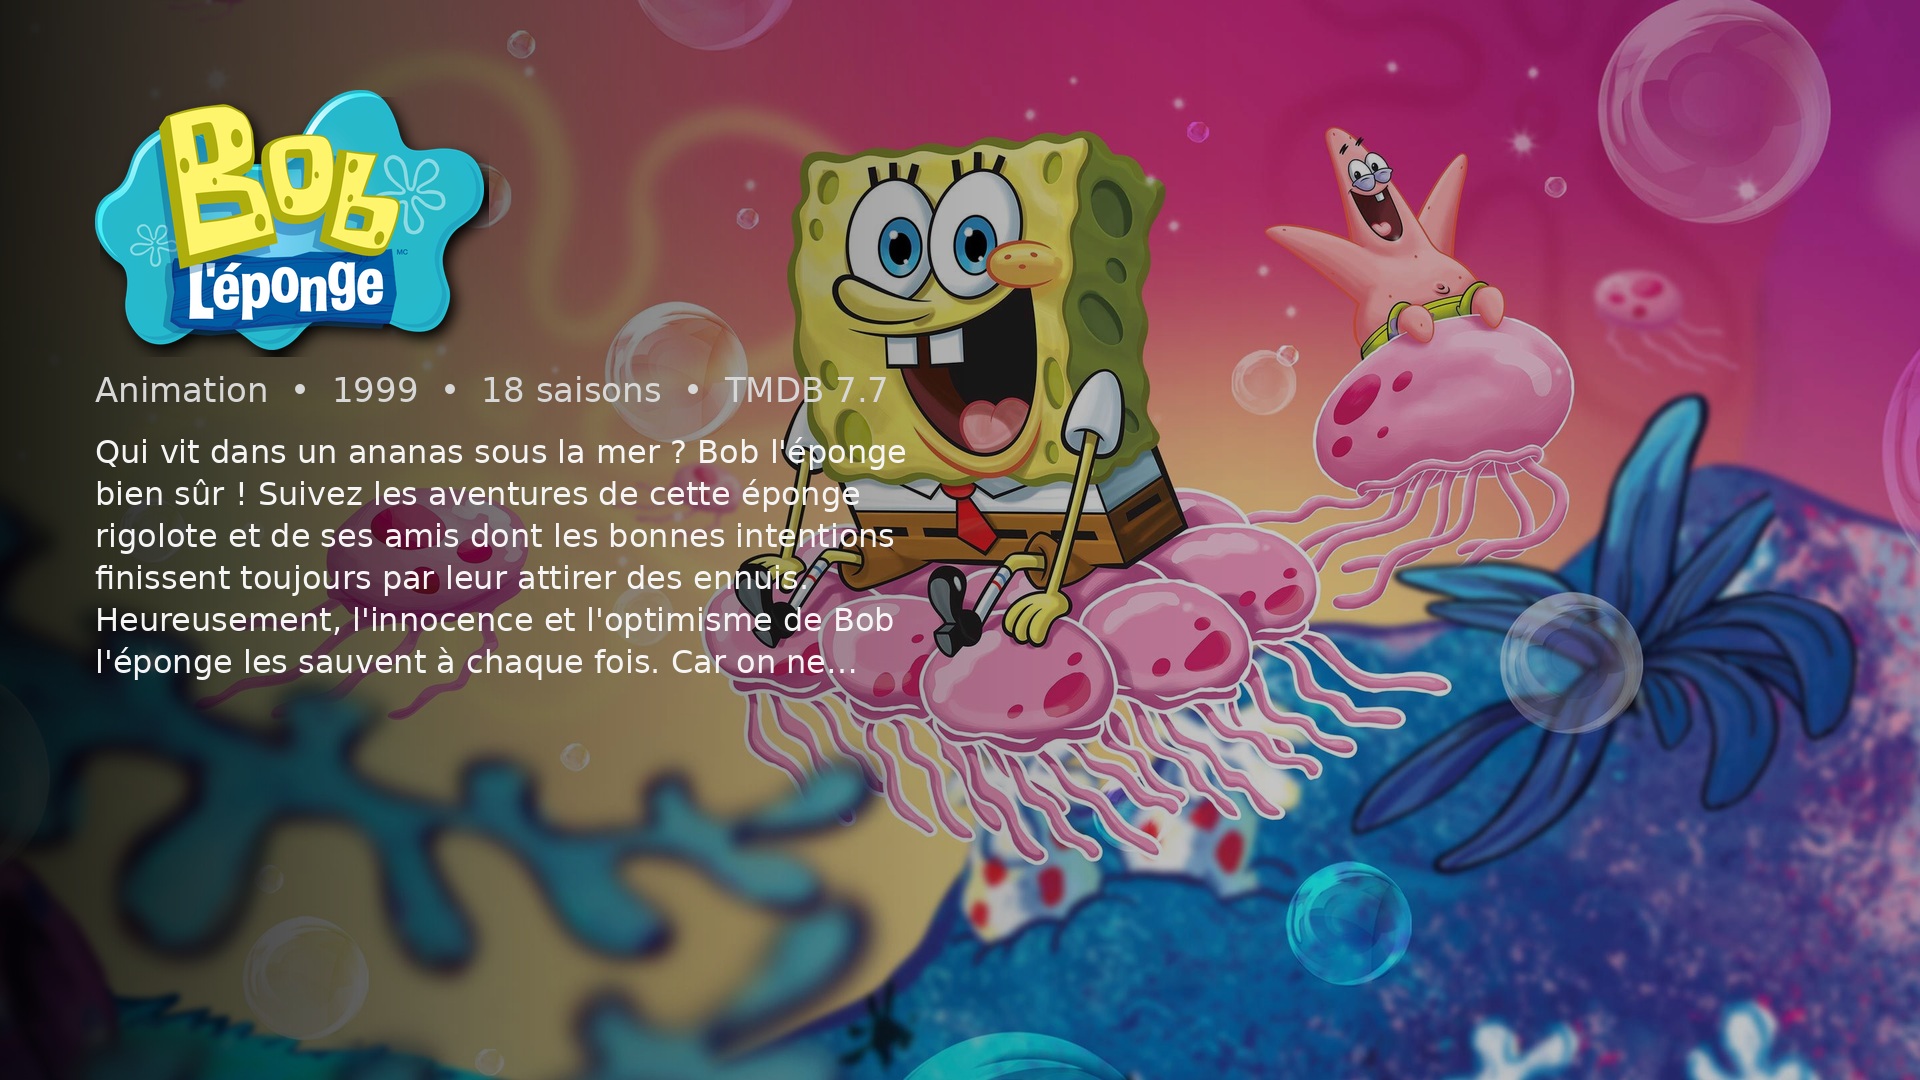 Bob
l'éponge
MC
Animation • 1999 • 18 saisons • TMDB 7.7
Qui vit dans un ananas sous la mer ? Bob l'éponge
bien sûr ! Suivez les aventures de cette éponge
rigolote et de ses amis dont les bonnes intentions
finissent toujours par leur attirer des ennuis.
Heureusement, l'innocence et l'optimisme de Bob
l'éponge les sauvent à chaque fois. Car on ne...